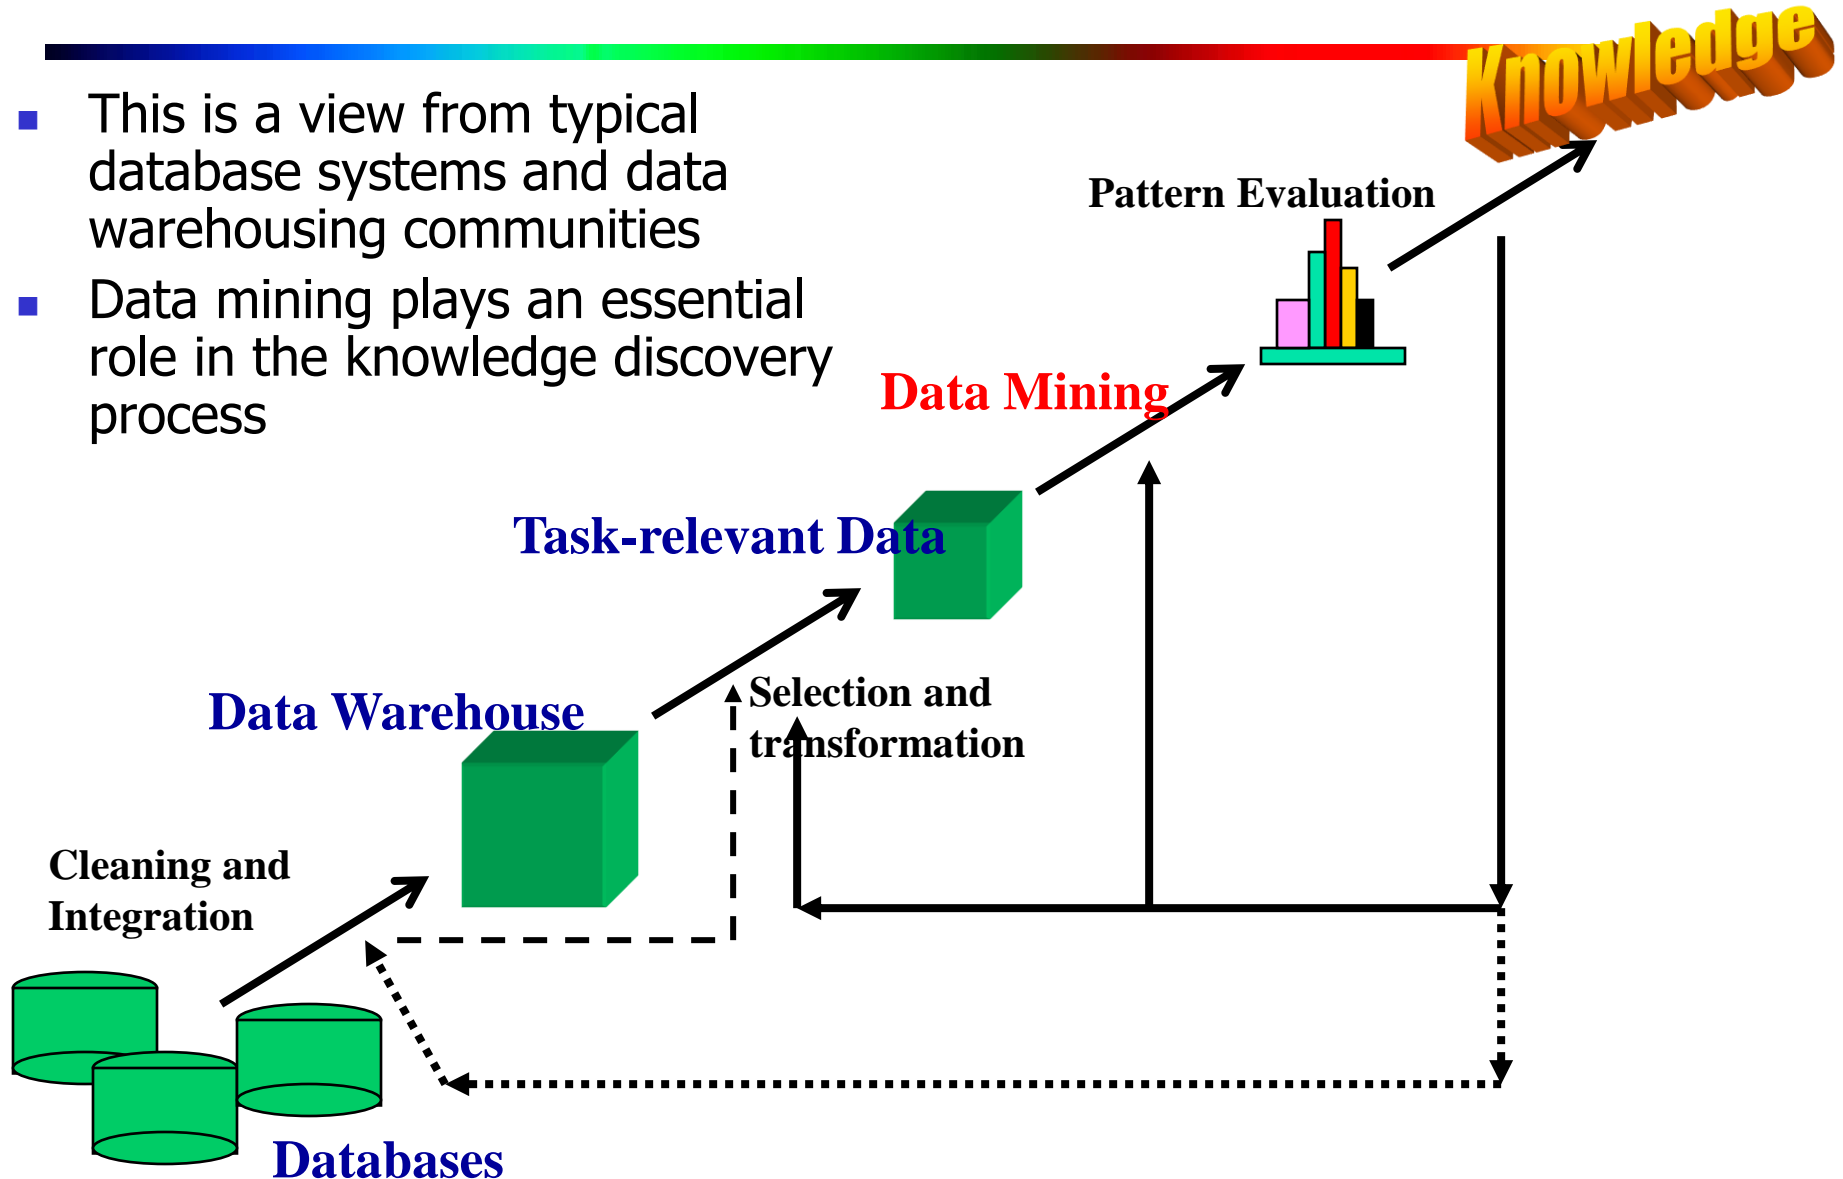 Knowledge
This is a view from typical
database systems and data
warehousing communities
Data mining plays an essential
role in the knowledge discovery
process
Pattern Evaluation
Data Mining
Task-relevant Data
Selection and
transformation
Data Warehouse
Cleaning and
Integration
Databases